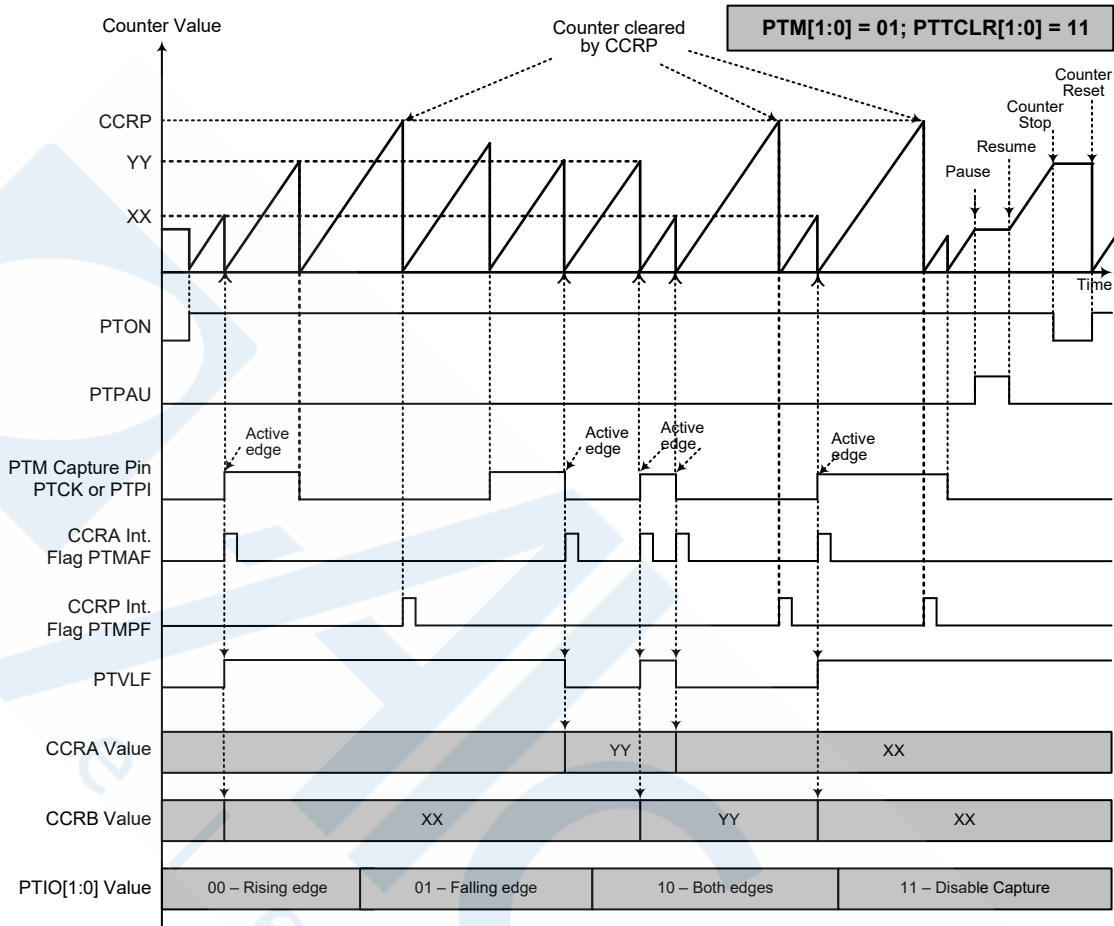 Counter Value
Counter cleared
by CCRP
PTM[1:0] = 01; PTTCLR[1:0] = 11
Counter
Reset
Counter
Stop
Resume
Pause
CCRP
YY
XX
Time
PTON
PTPAU
Active
edge
Active
edge
Active
edge
Active
edge
PTM Capture Pin
PTCK or PTPI
CCRA Int.
Flag PTMAF
CCRP Int.
Flag PTMPF
PTVLF
CCRA Value
YY
XX
CCRB Value
XX
YY
XX
PTIO[1:0] Value
00 – Rising edge
01 – Falling edge
10 – Both edges
11 – Disable Capture